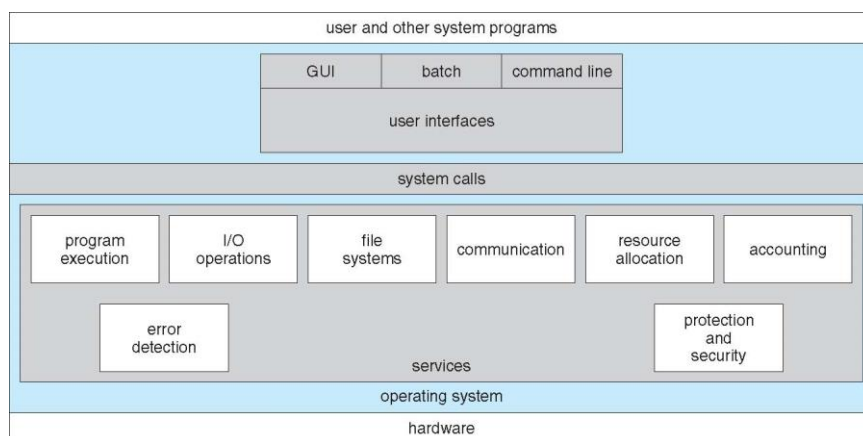 user and other system programs
GUI batch command line
user interfaces
system calls
program
execution
I/O
operations
file
systems
communication
resource
allocation
accounting
error
detection
protection
and
security
services
operating system
hardware